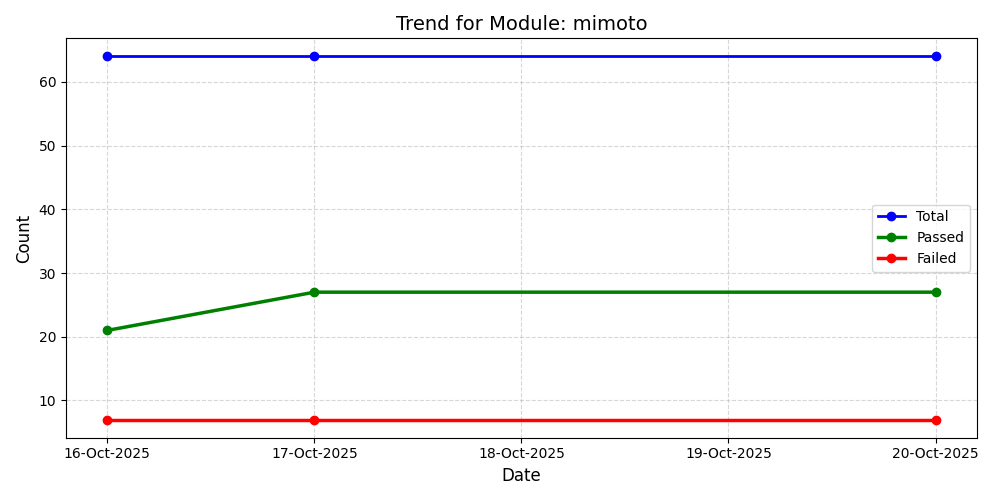 Trend for Module: mimoto
Count
60
50
40
30
20
10
Total
Passed
Failed
16-Oct-2025
17-Oct-2025
18-Oct-2025
19-Oct-2025
20-Oct-2025
Date